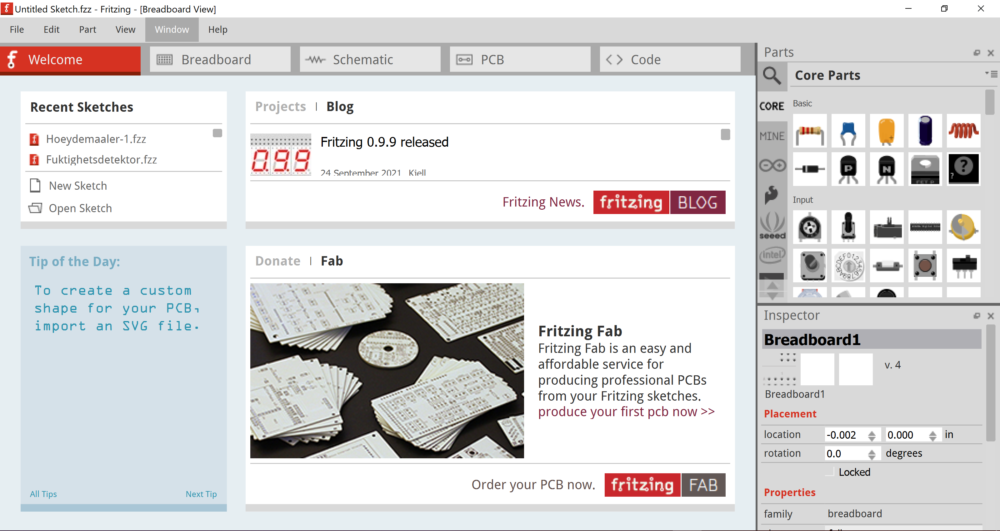 Untitled Sketch.fzz - Fritzing - [Breadboard View]
File Edit Part View Window Help
Welcome Breadboard Schematic PCB Code
Recent Sketches
Hoeydemaaler-1.fzz
Fuktighetsdetektor.fzz
New Sketch
Open Sketch
Projects | Blog
0.9.9
Fritzing 0.9.9 released
24 September 2021 Kjell
Fritzing News.
fritzing BLOG
Tip of the Day:
To create a custom
shape for your PCB,
import an SVG file.
All Tips Next Tip
Donate | Fab
Fritzing Fab
Fritzing Fab is an easy and
affordable service for
producing professional PCBs
from your Fritzing sketches.
produce your first pcb now >>
Order your PCB now.
fritzing FAB
Parts
Core Parts
CORE
MINE
seeed
intel
Basic
P
N
FET P
?
?
Input
Inspector
Breadboard1
v. 4
Breadboard1
Placement
location -0.002 0.000 in
rotation 0.0 degrees
Locked
Properties
family breadboard